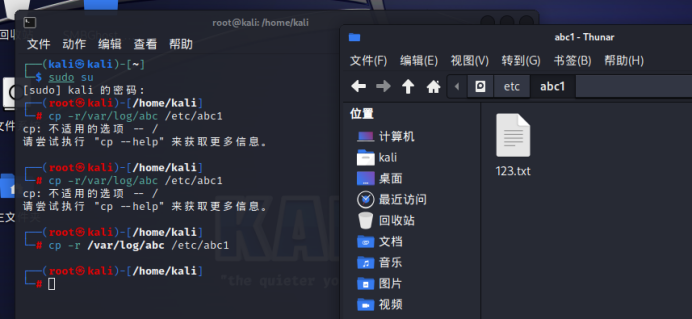 回收
root@kali: /home/kali
文件 动作 编辑 查看 帮助
(kali㉿kali)-[~]
$ sudo su
[sudo] kali 的密码:
(root㉿kali)-[/home/kali]
# cp -r/var/log/abc /etc/abc1
cp: 不适用的选项 -- /
请尝试执行 "cp --help" 来获取更多信息。
(root㉿kali)-[/home/kali]
# cp -r/var/log/abc /etc/abc1
cp: 不适用的选项 -- /
请尝试执行 "cp --help" 来获取更多信息。
(root㉿kali)-[/home/kali]
# cp -r /var/log/abc /etc/abc1
(root㉿kali)-[/home/kali]
#
KAL
"the quieter yo
abc1 - Thunar
文件(F) 编辑(E) 视图(V) 转到(G) 书签(B) 帮助(H)
etc abc1
位置
计算机
kali
桌面
最近访问
回收站
文档
音乐
图片
视频
123.txt